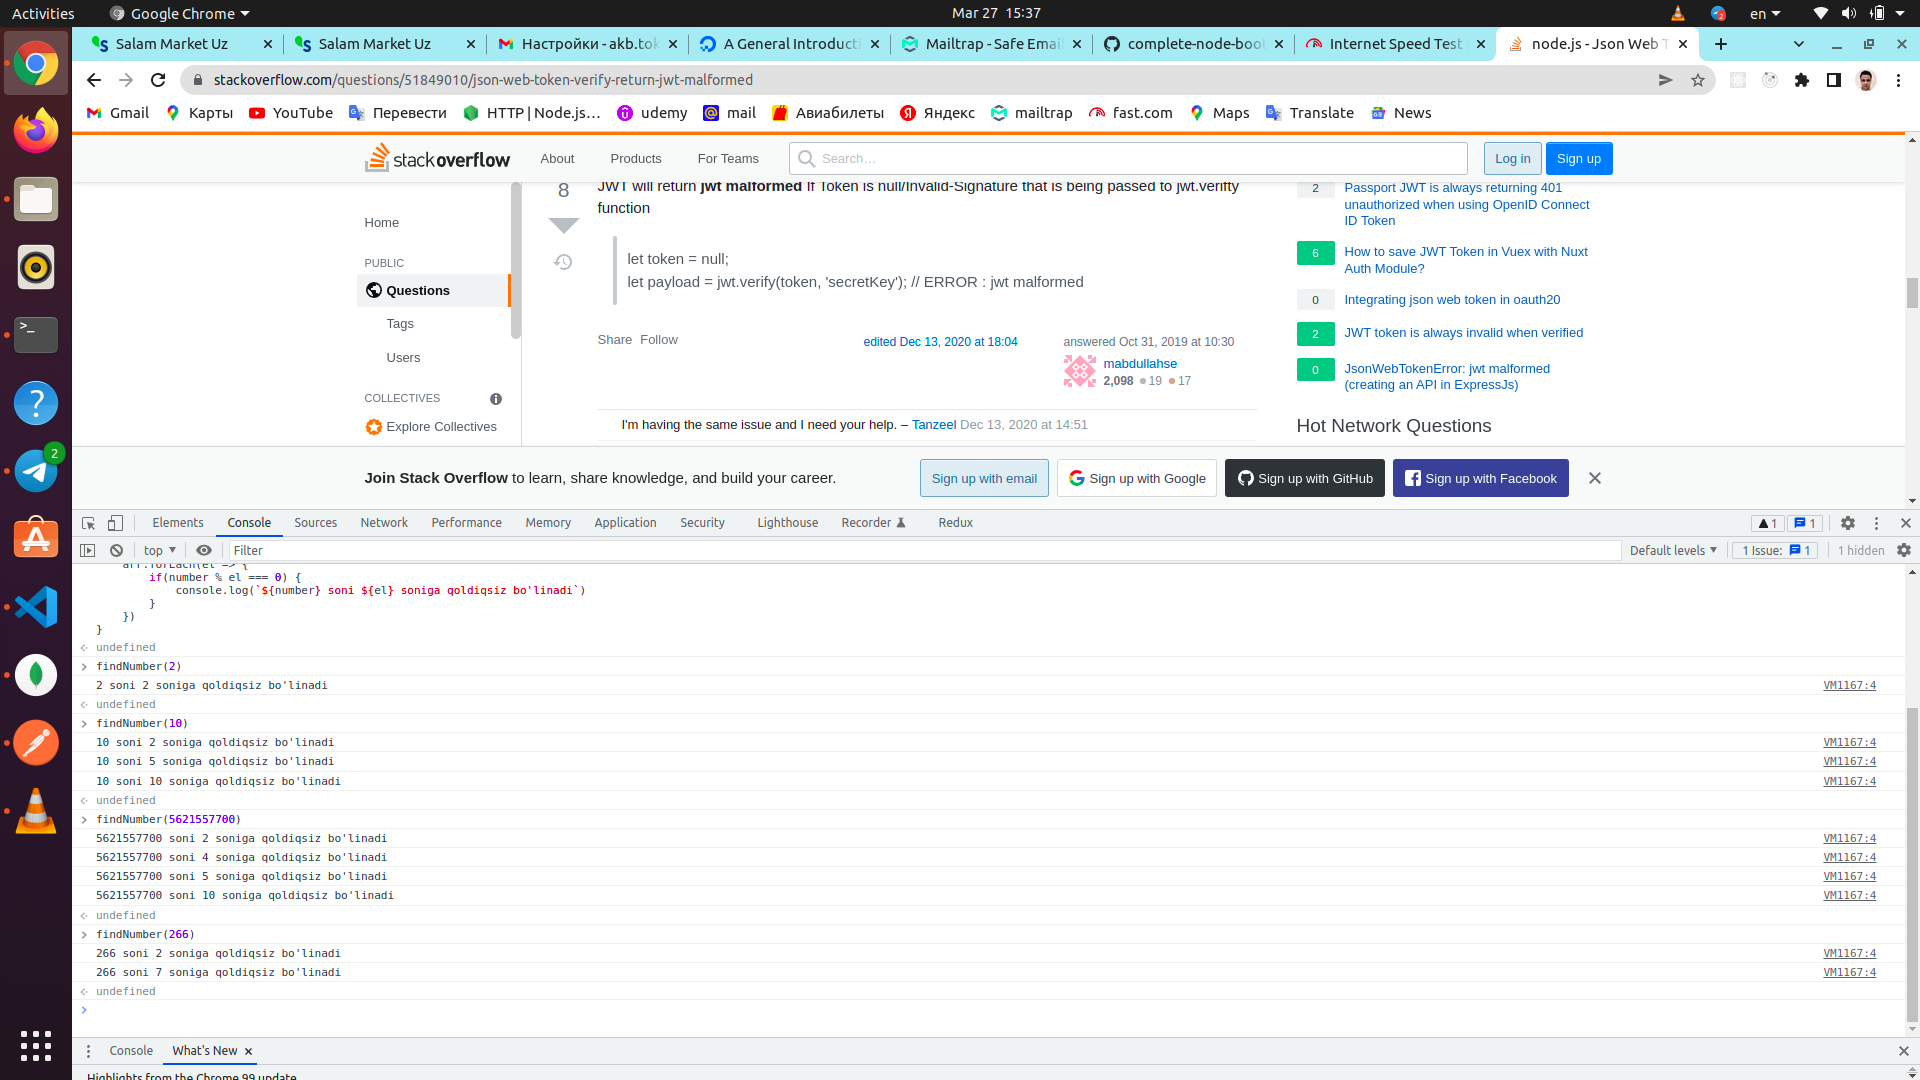 Activities
Google Chrome
Mar 27 15:37
en
Salam Market Uz
Salam Market Uz
Настройки - akb.tok
A General Introducti
Mailtrap - Safe Email
complete-node-boot
Internet Speed Test
node.js - Json Web T
stackoverflow.com/questions/51849010/json-web-token-verify-return-jwt-malformed
Gmail
Карты
YouTube
Перевести
HTTP | Node.js…
udemy
mail
Авиабилеты
Яндекс
mailtrap
fast.com
Maps
Translate
News
stackoverflow
About
Products
For Teams
Search…
Log in
Sign up
Home
PUBLIC
Questions
Tags
Users
COLLECTIVES
Explore Collectives
8
JWT will return jwt malformed If Token is null/Invalid-Signature that is being passed to jwt.verifty
function
let token = null;
let payload = jwt.verify(token, 'secretKey'); // ERROR : jwt malformed
Share Follow
edited Dec 13, 2020 at 18:04
answered Oct 31, 2019 at 10:30
mabdullahse
2,098 19 17
I'm having the same issue and I need your help. – Tanzeel Dec 13, 2020 at 14:51
2 Passport JWT is always returning 401
unauthorized when using OpenID Connect
ID Token
6 How to save JWT Token in Vuex with Nuxt
Auth Module?
0 Integrating json web token in oauth20
2 JWT token is always invalid when verified
0 JsonWebTokenError: jwt malformed
(creating an API in ExpressJs)
Hot Network Questions
Join Stack Overflow to learn, share knowledge, and build your career.
Sign up with email
Sign up with Google
Sign up with GitHub
Sign up with Facebook
2
Elements
Console
Sources
Network
Performance
Memory
Application
Security
Lighthouse
Recorder
Redux
1
1
top
Filter
Default levels
1 Issue: 1
1 hidden
arr.forEach(el => {
if(number % el === 0) {
console.log(`${number} soni ${el} soniga qoldiqsiz bo'linadi`)
}
})
}
undefined
findNumber(2)
2 soni 2 soniga qoldiqsiz bo'linadi VM1167:4
undefined
findNumber(10)
10 soni 2 soniga qoldiqsiz bo'linadi VM1167:4
10 soni 5 soniga qoldiqsiz bo'linadi VM1167:4
10 soni 10 soniga qoldiqsiz bo'linadi VM1167:4
undefined
findNumber(5621557700)
5621557700 soni 2 soniga qoldiqsiz bo'linadi VM1167:4
5621557700 soni 4 soniga qoldiqsiz bo'linadi VM1167:4
5621557700 soni 5 soniga qoldiqsiz bo'linadi VM1167:4
5621557700 soni 10 soniga qoldiqsiz bo'linadi VM1167:4
undefined
findNumber(266)
266 soni 2 soniga qoldiqsiz bo'linadi VM1167:4
266 soni 7 soniga qoldiqsiz bo'linadi VM1167:4
undefined
Console
What's New
Highlights from the Chrome 99 update